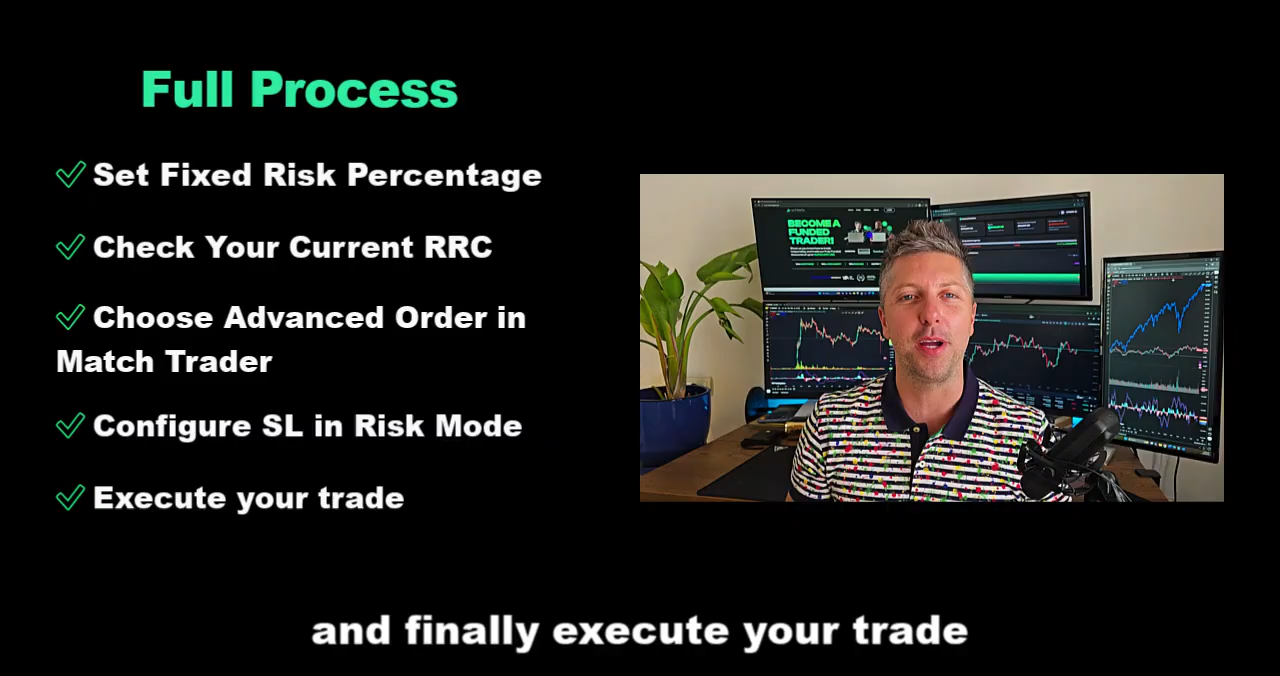 Full Process
Set Fixed Risk Percentage
Check Your Current RRC
Choose Advanced Order in
Match Trader
Configure SL in Risk Mode
Execute your trade
BECOME A
FUNDED
TRADER!
and finally execute your trade